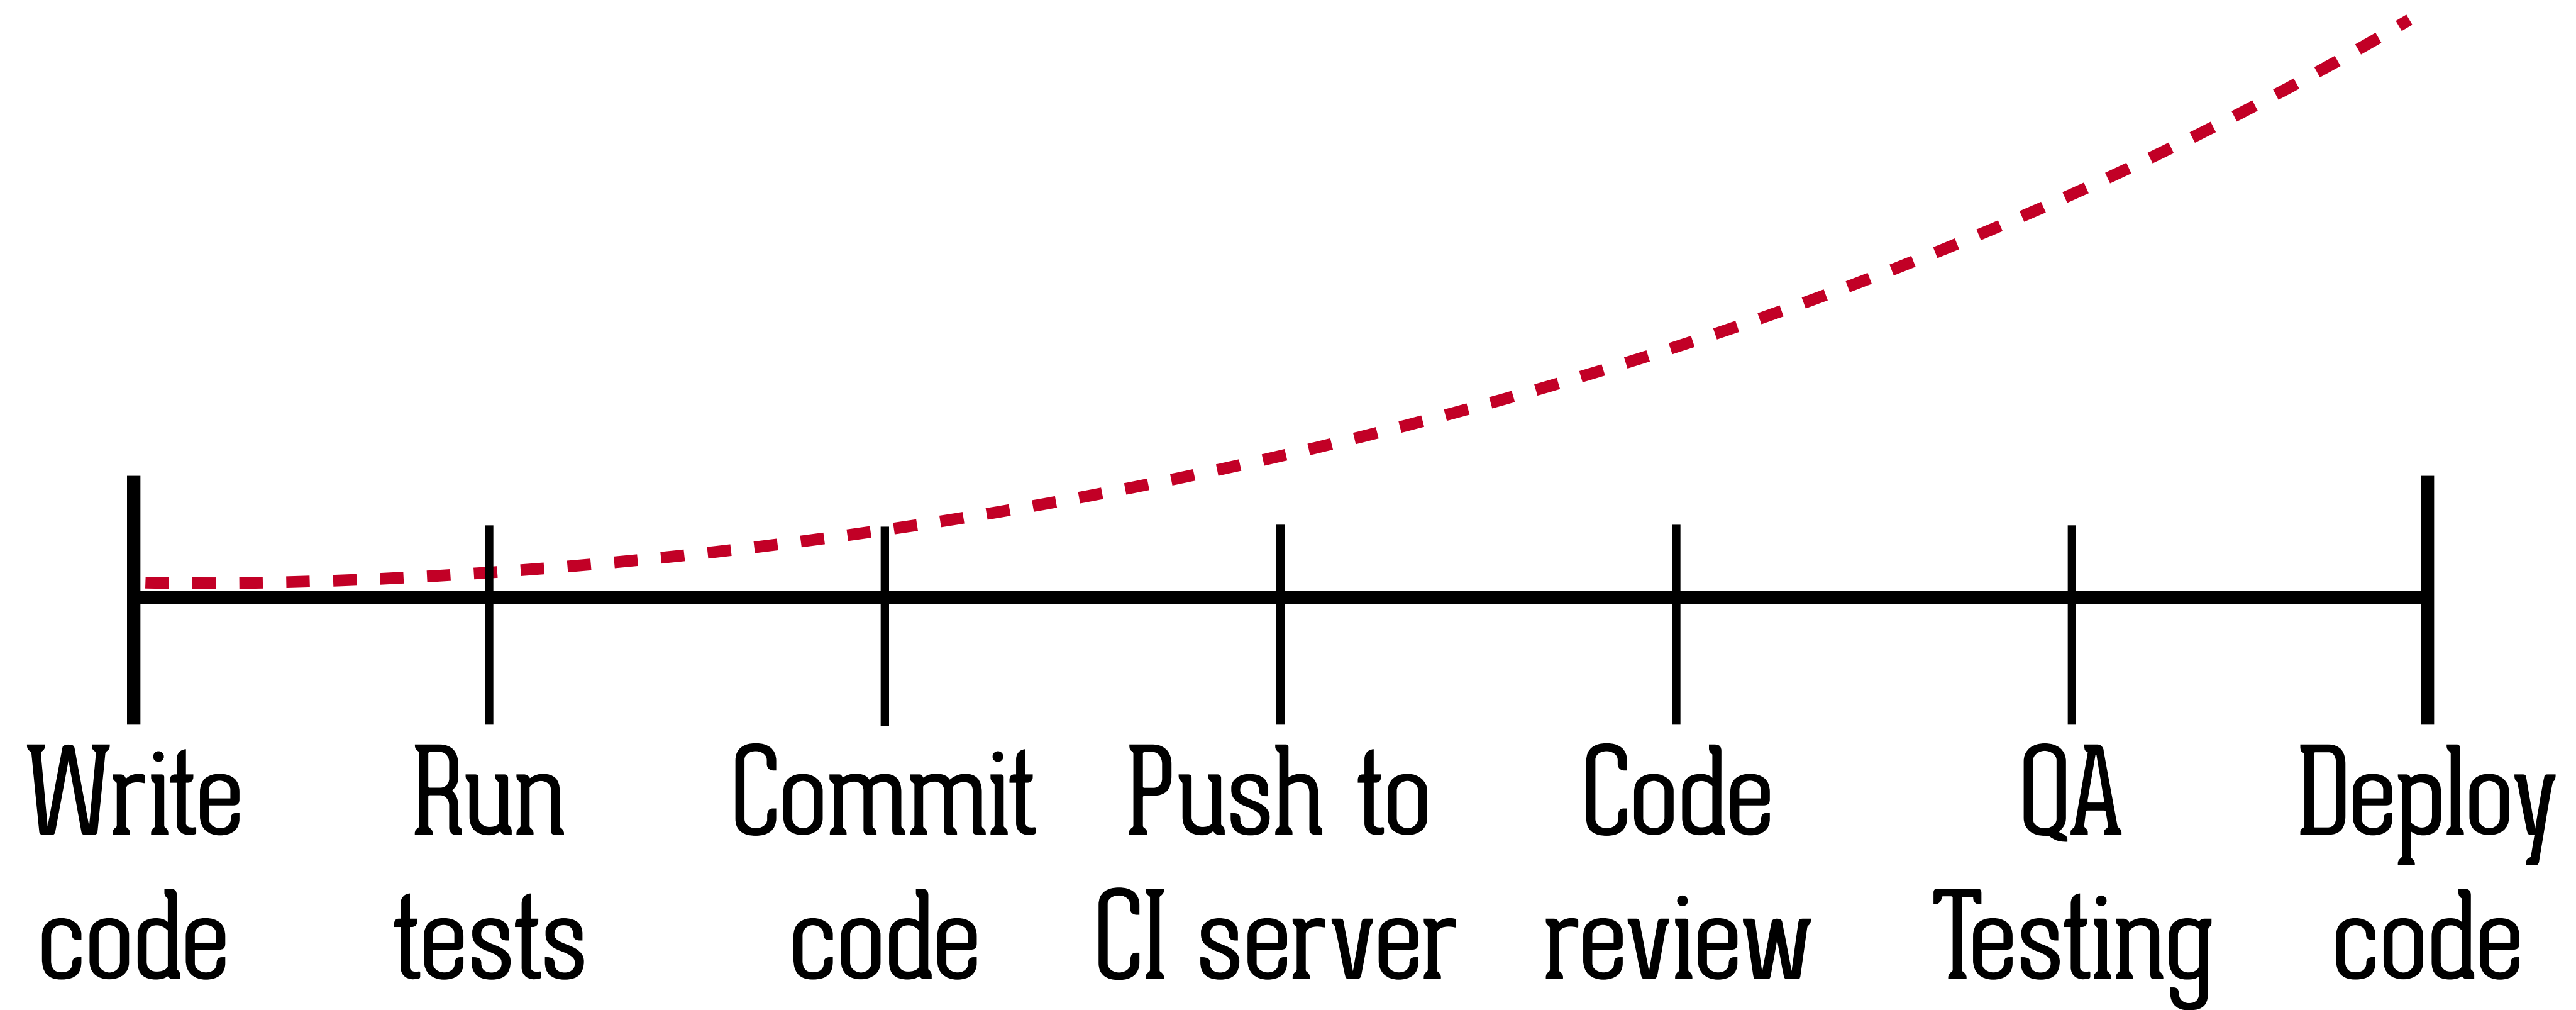 Write
code
Run
tests
Commit
code
Push to
CI server
Code
review
QA
Testing
Deploy
code